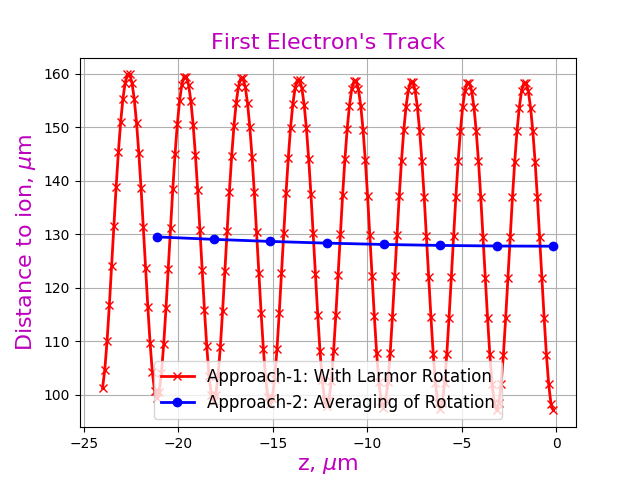 First Electron's Track
Distance to ion, μm
160
150
140
130
120
110
100
−25
−20
−15
−10
−5
0
z, μm
Approach-1: With Larmor Rotation
Approach-2: Averaging of Rotation